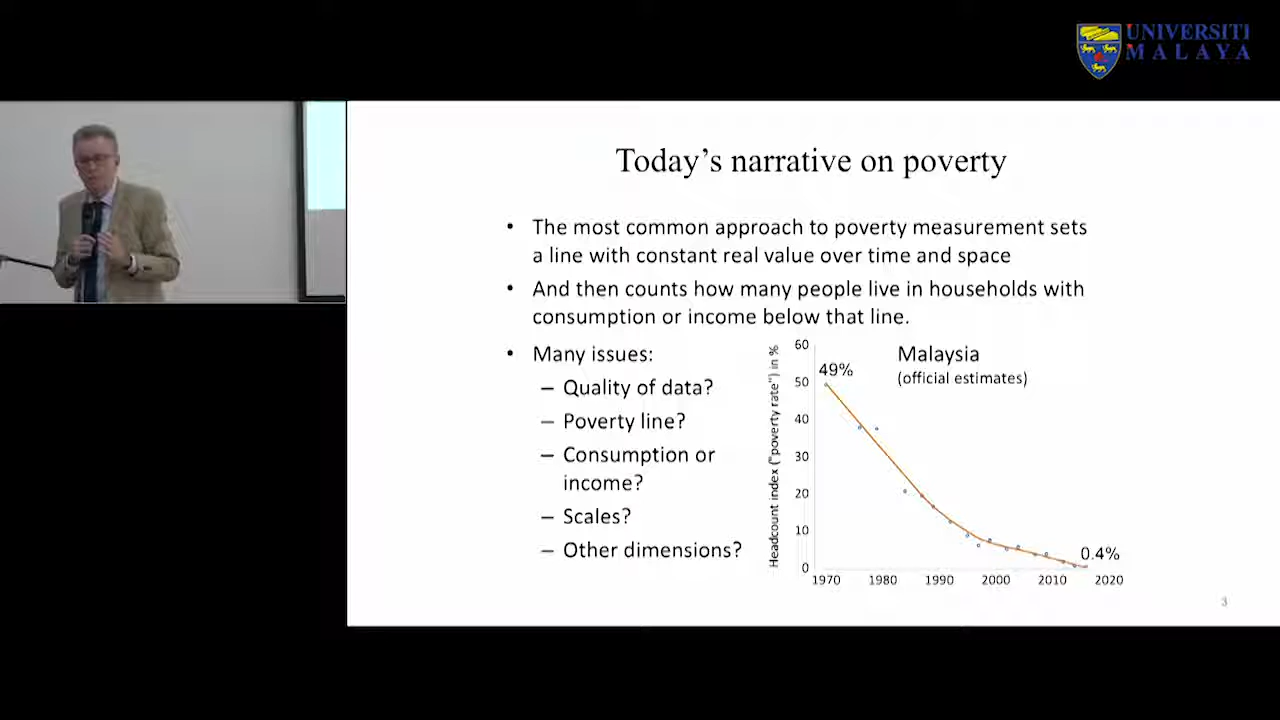 UNIVERSITI
MALAYA
Today's narrative on poverty
• The most common approach to poverty measurement sets
a line with constant real value over time and space
• And then counts how many people live in households with
consumption or income below that line.
• Many issues:
– Quality of data?
– Poverty line?
– Consumption or
income?
– Scales?
– Other dimensions?
Headcount index ("poverty rate") in %
60
50
40
30
20
10
0
49%
Malaysia
(official estimates)
0.4%
1970 1980 1990 2000 2010 2020
3